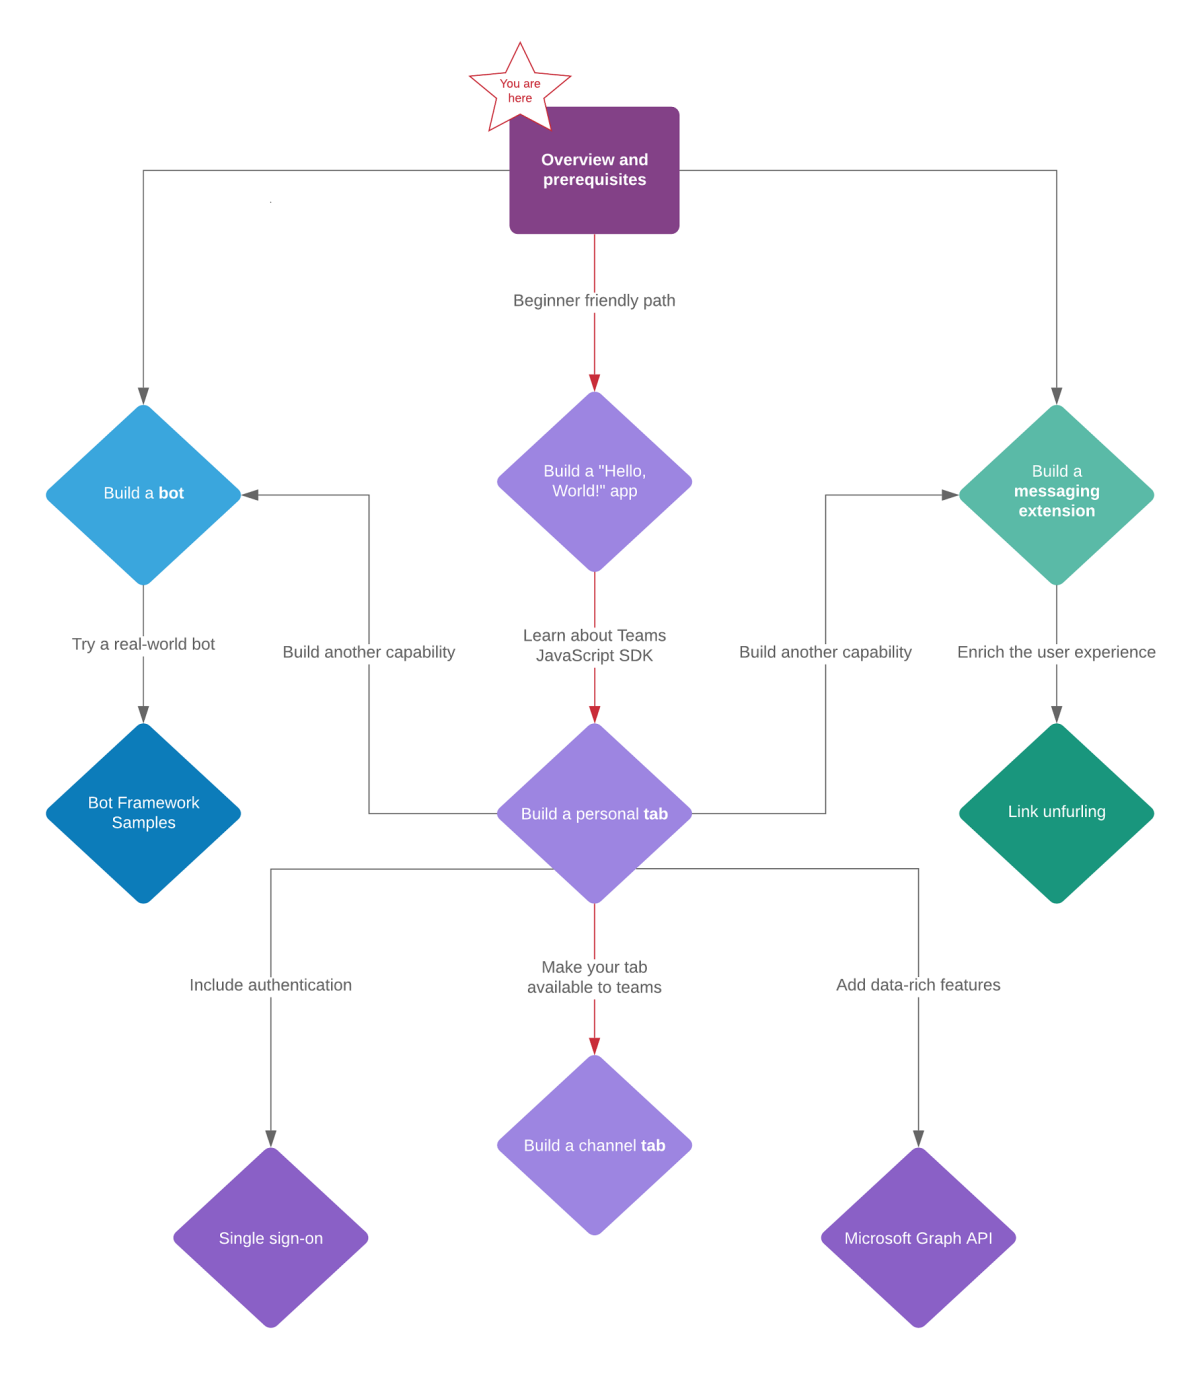 You are
here
Overview and
prerequisites
Beginner friendly path
Build a bot
Build a "Hello,
World!" app
Build a
messaging
extension
Try a real-world bot
Build another capability
Learn about Teams
JavaScript SDK
Build another capability
Enrich the user experience
Bot Framework
Samples
Build a personal tab
Link unfurling
Include authentication
Make your tab
available to teams
Add data-rich features
Build a channel tab
Single sign-on
Microsoft Graph API